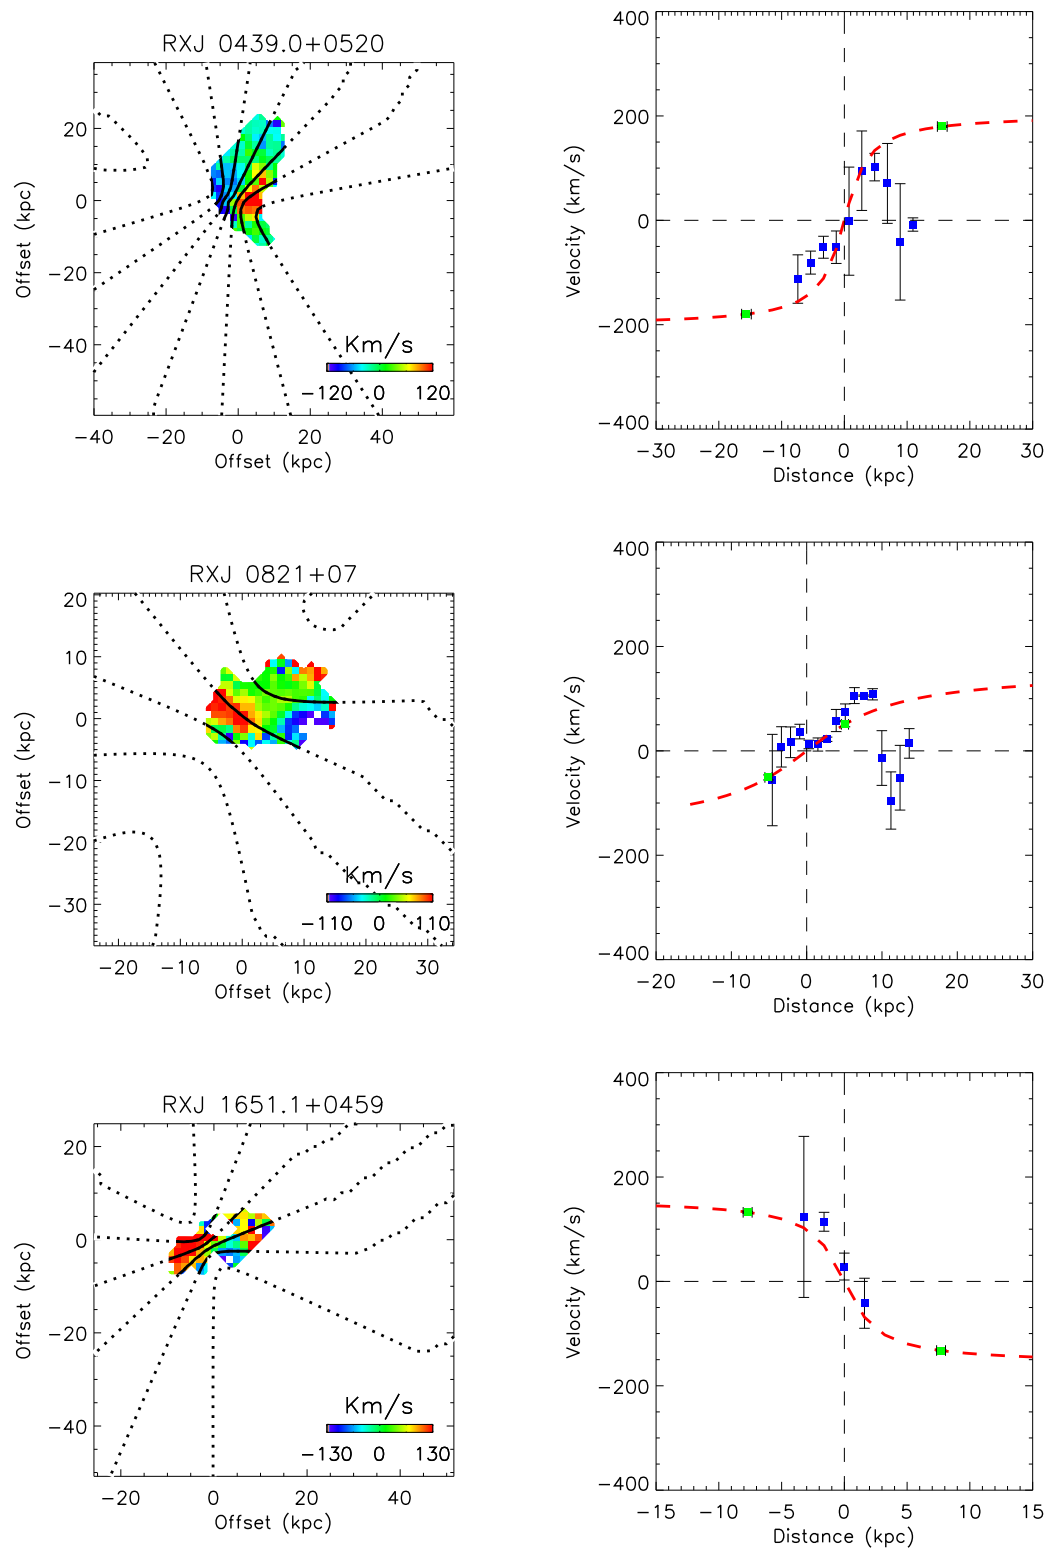 RXJ 0439.0+0520
20
0
−20
−40
Offset (kpc)
Km/s
−120 0 120
−40 −20 0 20 40
Offset (kpc)
400
200
0
−200
−400
Velocity (km/s)
−30 −20 −10 0 10 20 30
Distance (kpc)
RXJ 0821+07
20
10
0
−10
−20
−30
Offset (kpc)
Km/s
−110 0 110
−20 −10 0 10 20 30
Offset (kpc)
400
200
0
−200
−400
Velocity (km/s)
−20 −10 0 10 20 30
Distance (kpc)
RXJ 1651.1+0459
20
0
−20
−40
Offset (kpc)
Km/s
−130 0 130
−20 0 20 40
Offset (kpc)
400
200
0
−200
−400
Velocity (km/s)
−15 −10 −5 0 5 10 15
Distance (kpc)